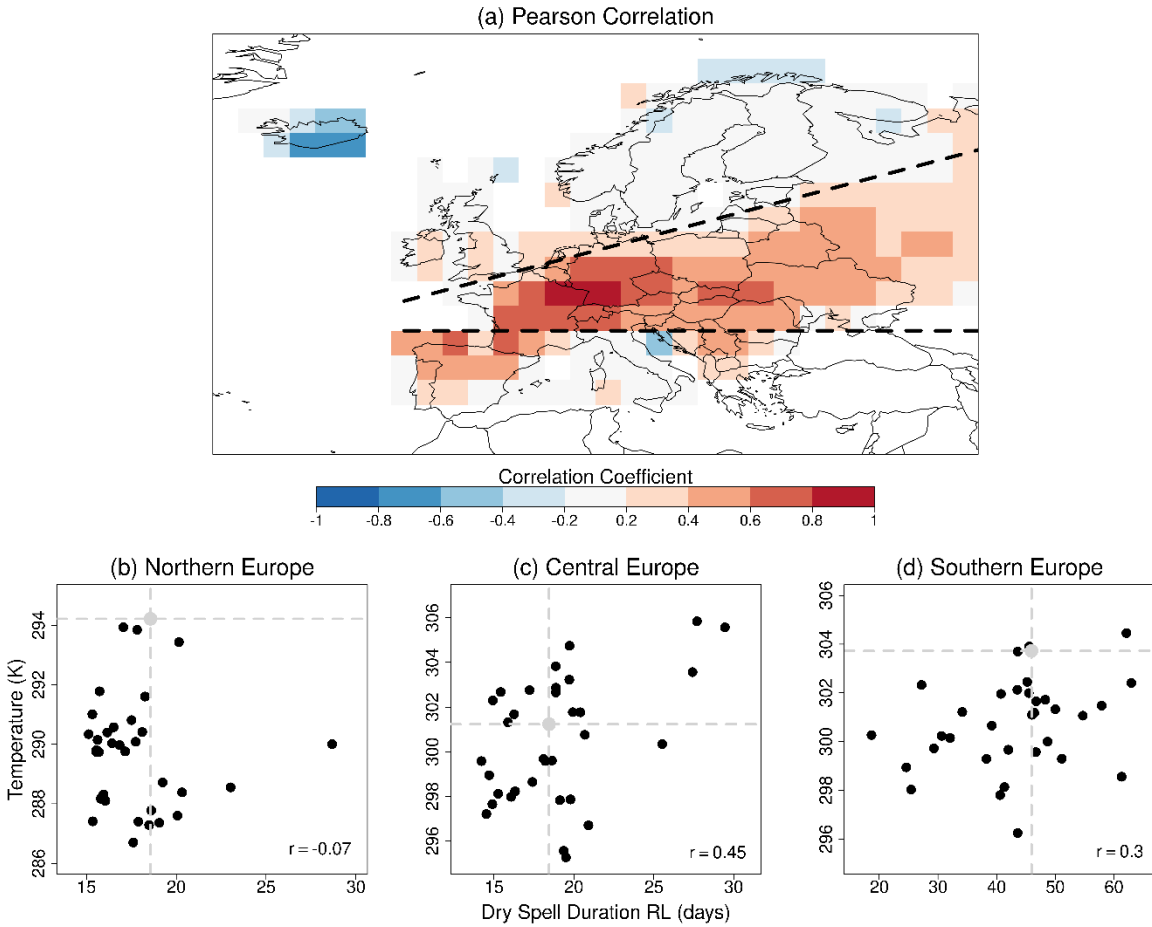 (a) Pearson Correlation
Correlation Coefficient
-1 -0.8 -0.6 -0.4 -0.2 0.2 0.4 0.6 0.8 1
(b) Northern Europe
(c) Central Europe
(d) Southern Europe
Temperature (K)
294
292
290
288
286
15 20 25 30
r = -0.07
306
304
302
300
298
296
15 20 25 30
r = 0.45
306
304
302
300
298
296
20 30 40 50 60
r = 0.3
Dry Spell Duration RL (days)